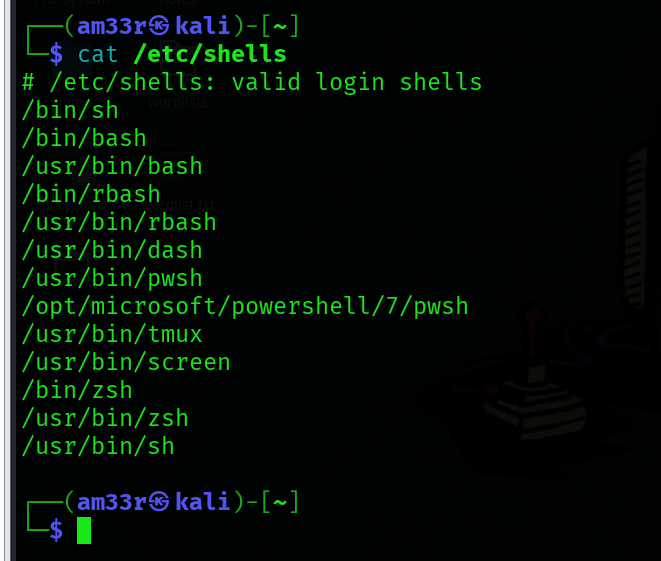 ┌──(am33r㉿kali)-[~]
└─$ cat /etc/shells
# /etc/shells: valid login shells
/bin/sh
/bin/bash
/usr/bin/bash
/bin/rbash
/usr/bin/rbash
/usr/bin/dash
/usr/bin/pwsh
/opt/microsoft/powershell/7/pwsh
/usr/bin/tmux
/usr/bin/screen
/bin/zsh
/usr/bin/zsh
/usr/bin/sh
┌──(am33r㉿kali)-[~]
└─$
wordlists